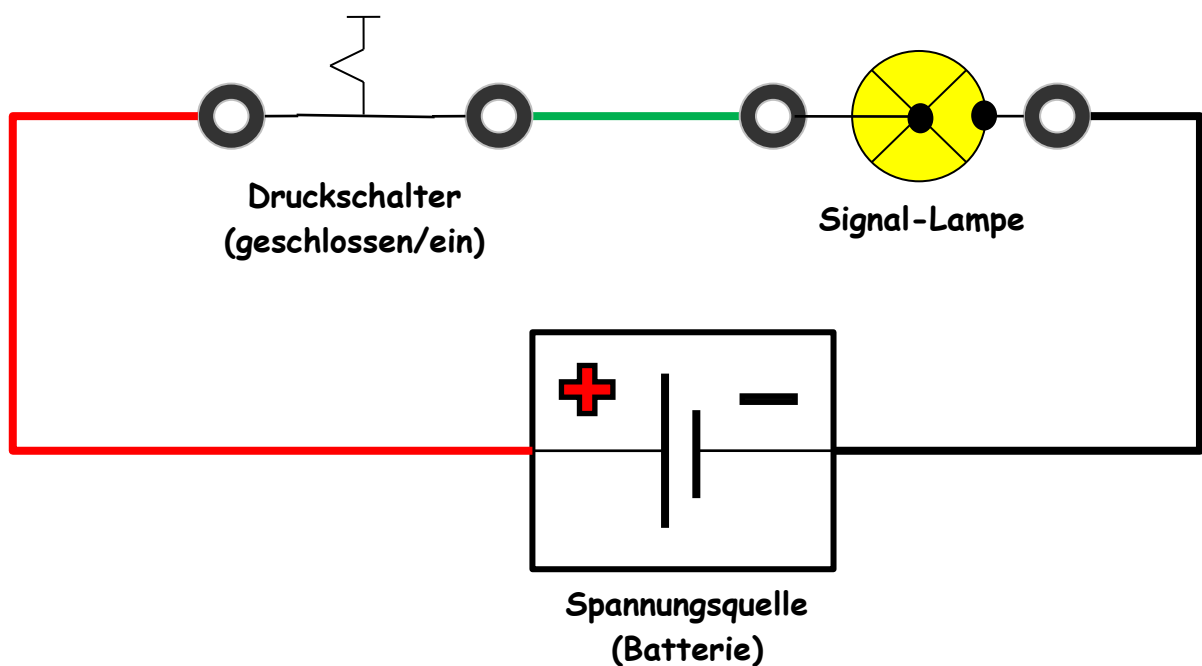 Druckschalter
(geschlossen/ein)
Signal-Lampe
Spannungsquelle
(Batterie)